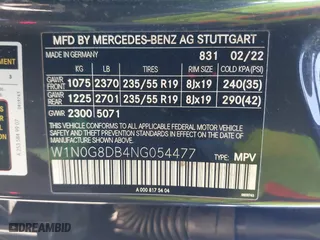 MFD BY MERCEDES-BENZ AG STUTTGART
MADE IN GERMANY 831 02/22
KG LB TIRE SIZE RIM SIZE COLD KPA(PSI)
GAWR FRONT 1075 2370 235/55 R19 8Jx19 240(35)
GAWR REAR 1225 2701 235/55 R19 8Jx19 290(42)
GVWR 2300 5071
THIS VEHICLE CONFORMS TO ALL APPLICABLE FEDERAL MOTOR VEHICLE SAFETY STANDARDS IN EFFECT ON THE DATE OF MANUFACTURE SHOWN ABOVE.
W1N0G8DB4NG054477 TYPE: MPV
A 000 817 54 04
DREAMBID